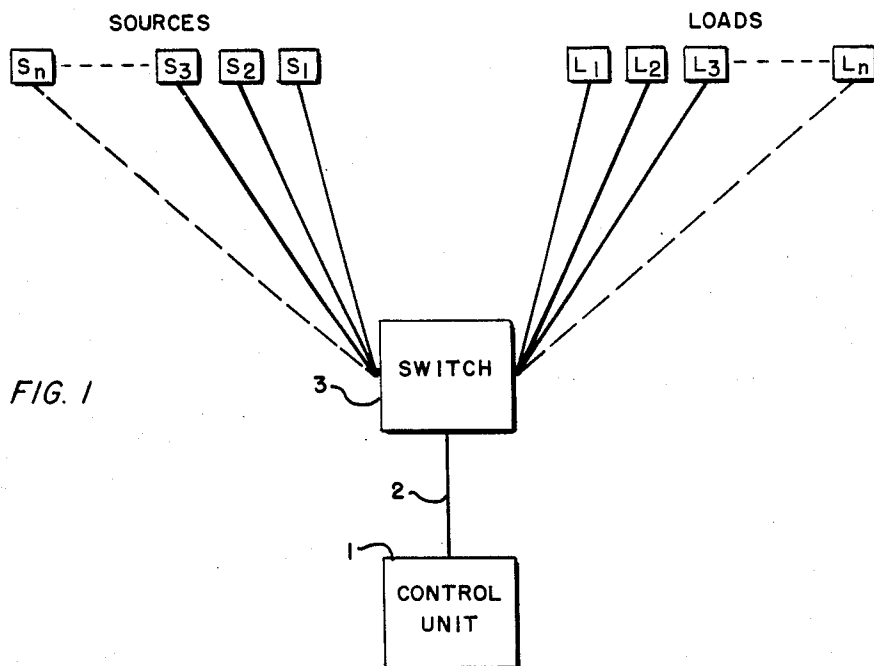 SOURCES LOADS
Sn S3 S2 S1 L1 L2 L3 Ln
SWITCH
3
FIG. 1
2
1
CONTROL
UNIT